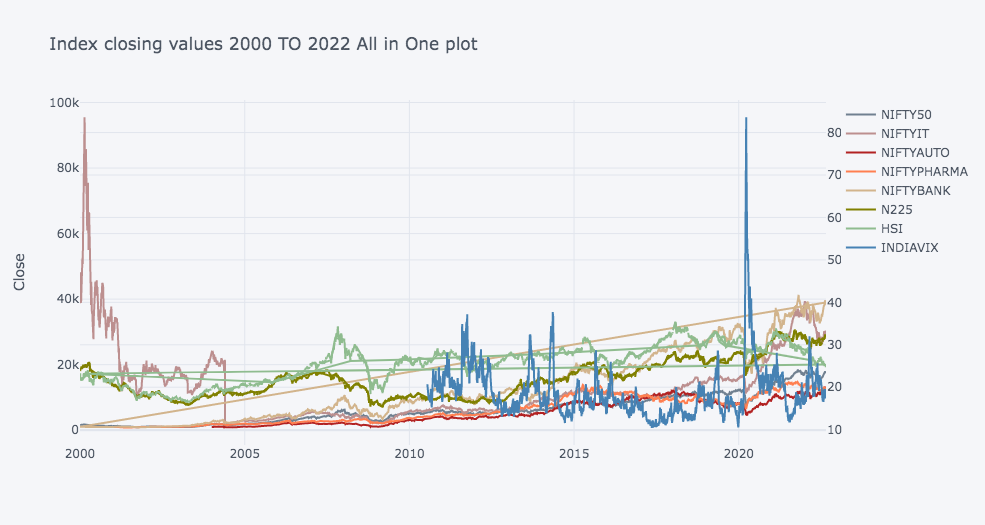 Index closing values 2000 TO 2022 All in One plot
100k
80k
60k
40k
20k
0
Close
2000
2005
2010
2015
2020
80
70
60
50
40
30
20
10
NIFTY50
NIFTYIT
NIFTYAUTO
NIFTYPHARMA
NIFTYBANK
N225
HSI
INDIAVIX